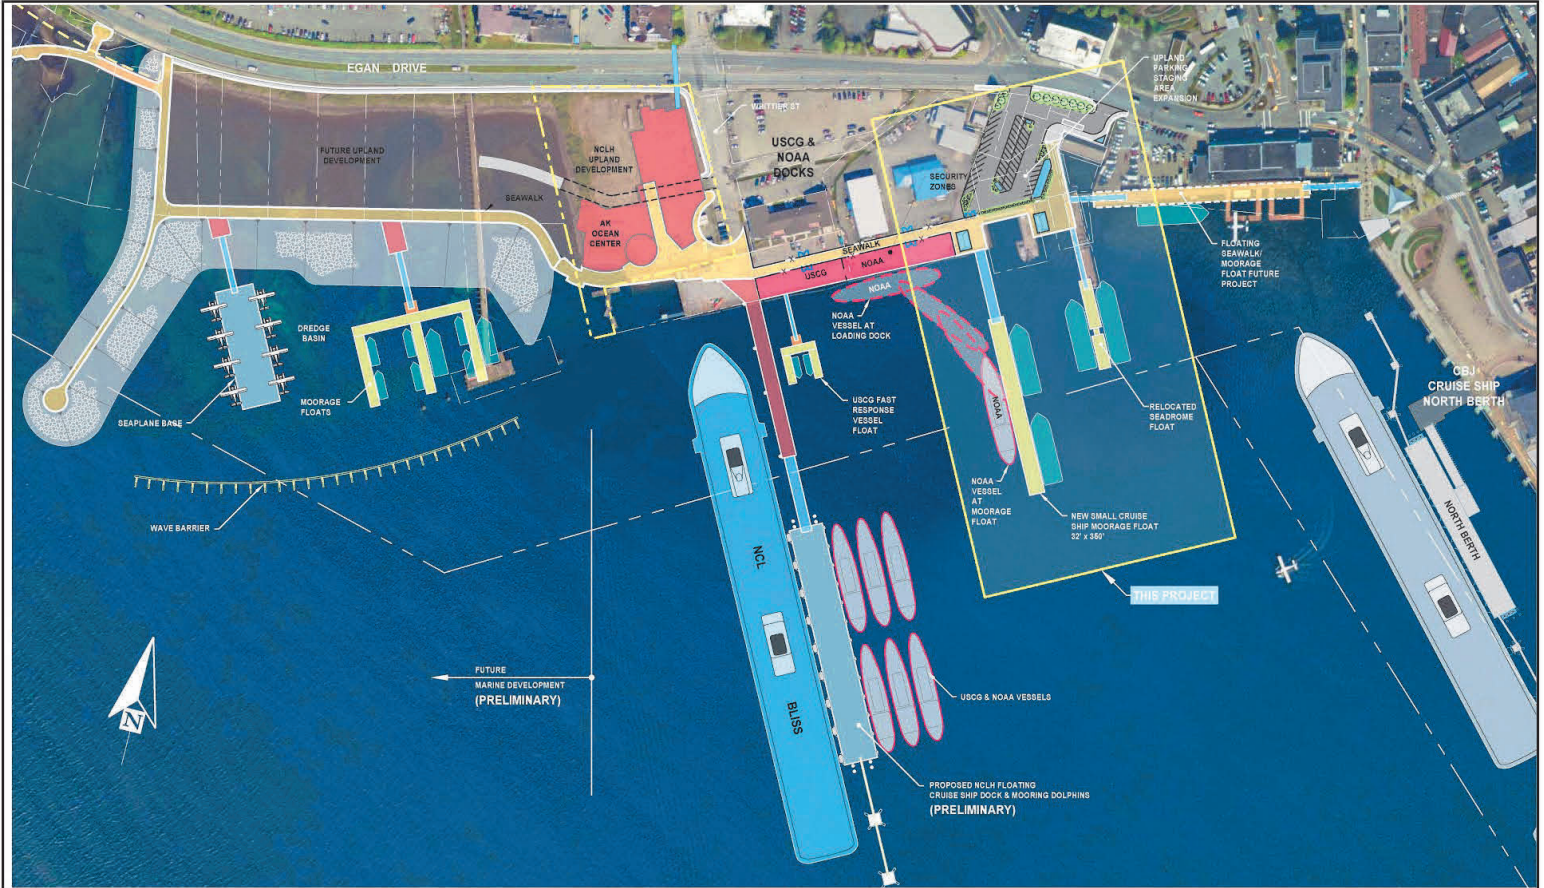 EGAN DRIVE
UPLAND
PARKING
STAGING
AREA
EXPANSION
WHITTIER ST
FUTURE UPLAND
DEVELOPMENT
NCLH
UPLAND
DEVELOPMENT
USCG &
NOAA
DOCKS
SECURITY
ZONES
SEAWALK
AK
OCEAN
CENTER
SEAWALK
USCG
NOAA
NOAA
FLOATING
SEAWALK/
MOORAGE
FLOAT FUTURE
PROJECT
NOAA
VESSEL AT
LOADING DOCK
DREDGE
BASIN
MOORAGE
FLOATS
SEAPLANE BASE
USCG FAST
RESPONSE
VESSEL
FLOAT
NOAA
RELOCATED
SEADROME
FLOAT
CBJ
CRUISE SHIP
NORTH BERTH
NOAA
VESSEL
AT
MOORAGE
FLOAT
NEW SMALL CRUISE
SHIP MOORAGE FLOAT
32' x 350'
WAVE BARRIER
NORTH BERTH
NCL
THIS PROJECT
FUTURE
MARINE DEVELOPMENT
(PRELIMINARY)
N
BLISS
USCG & NOAA VESSELS
PROPOSED NCLH FLOATING
CRUISE SHIP DOCK & MOORING DOLPHINS
(PRELIMINARY)